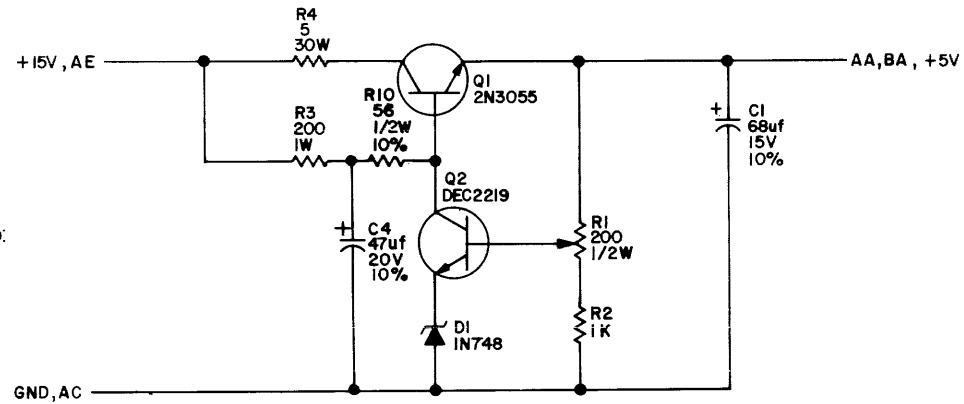 R4
5
30W
+15V, AE
AA, BA, +5V
Q1
2N3055
R10
56
1/2W
10%
R3
200
1W
+
C1
68uf
15V
10%
Q2
DEC2219
+
C4
47uf
20V
10%
R1
200
1/2W
D1
1N748
R2
1K
GND, AC